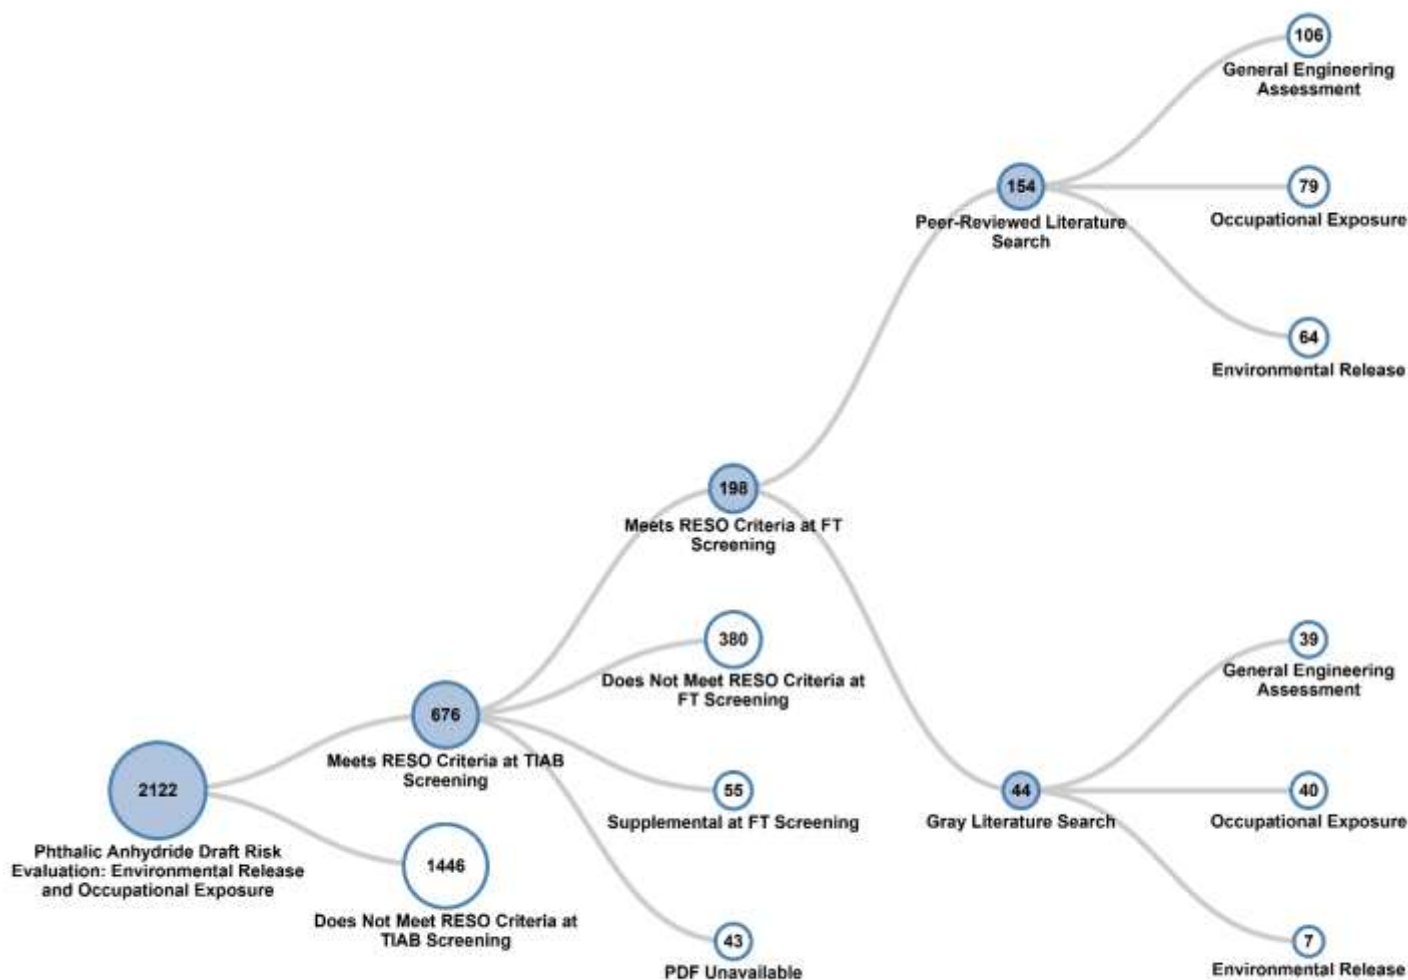 106
General Engineering
Assessment
154
Peer-Reviewed Literature
Search
79
Occupational Exposure
64
Environmental Release
198
Meets RESO Criteria at FT
Screening
380
Does Not Meet RESO Criteria at
FT Screening
676
Meets RESO Criteria at TIAB
Screening
2122
Phthalic Anhydride Draft Risk
Evaluation: Environmental Release
and Occupational Exposure
1446
Does Not Meet RESO Criteria at
TIAB Screening
55
Supplemental at FT Screening
43
PDF Unavailable
44
Gray Literature Search
39
General Engineering
Assessment
40
Occupational Exposure
7
Environmental Release